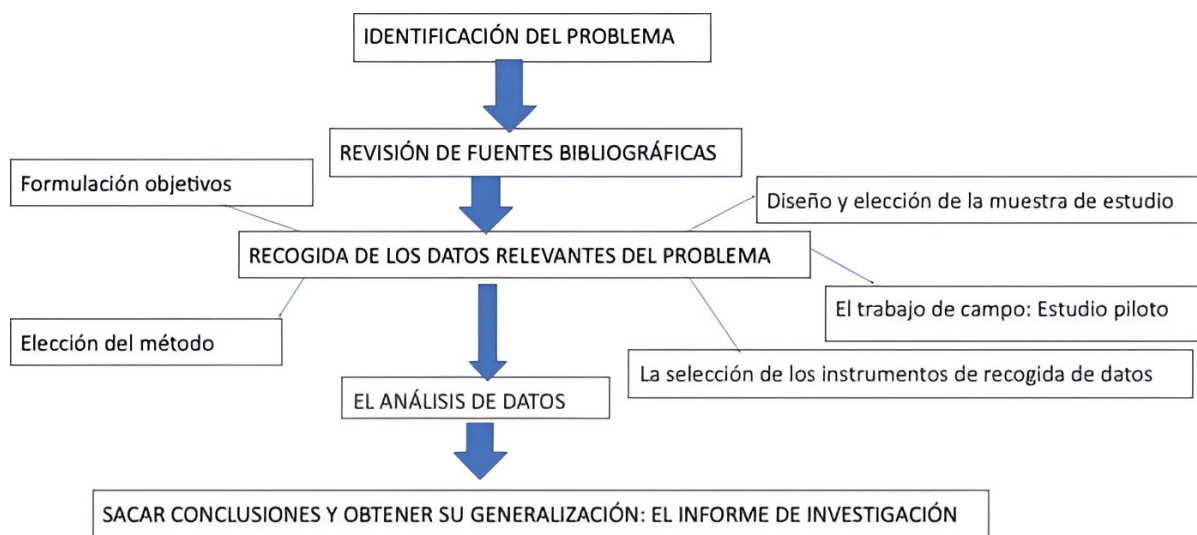 IDENTIFICACIÓN DEL PROBLEMA
REVISIÓN DE FUENTES BIBLIOGRÁFICAS
Formulación objetivos
Diseño y elección de la muestra de estudio
RECOGIDA DE LOS DATOS RELEVANTES DEL PROBLEMA
El trabajo de campo: Estudio piloto
Elección del método
La selección de los instrumentos de recogida de datos
EL ANÁLISIS DE DATOS
SACAR CONCLUSIONES Y OBTENER SU GENERALIZACIÓN: EL INFORME DE INVESTIGACIÓN